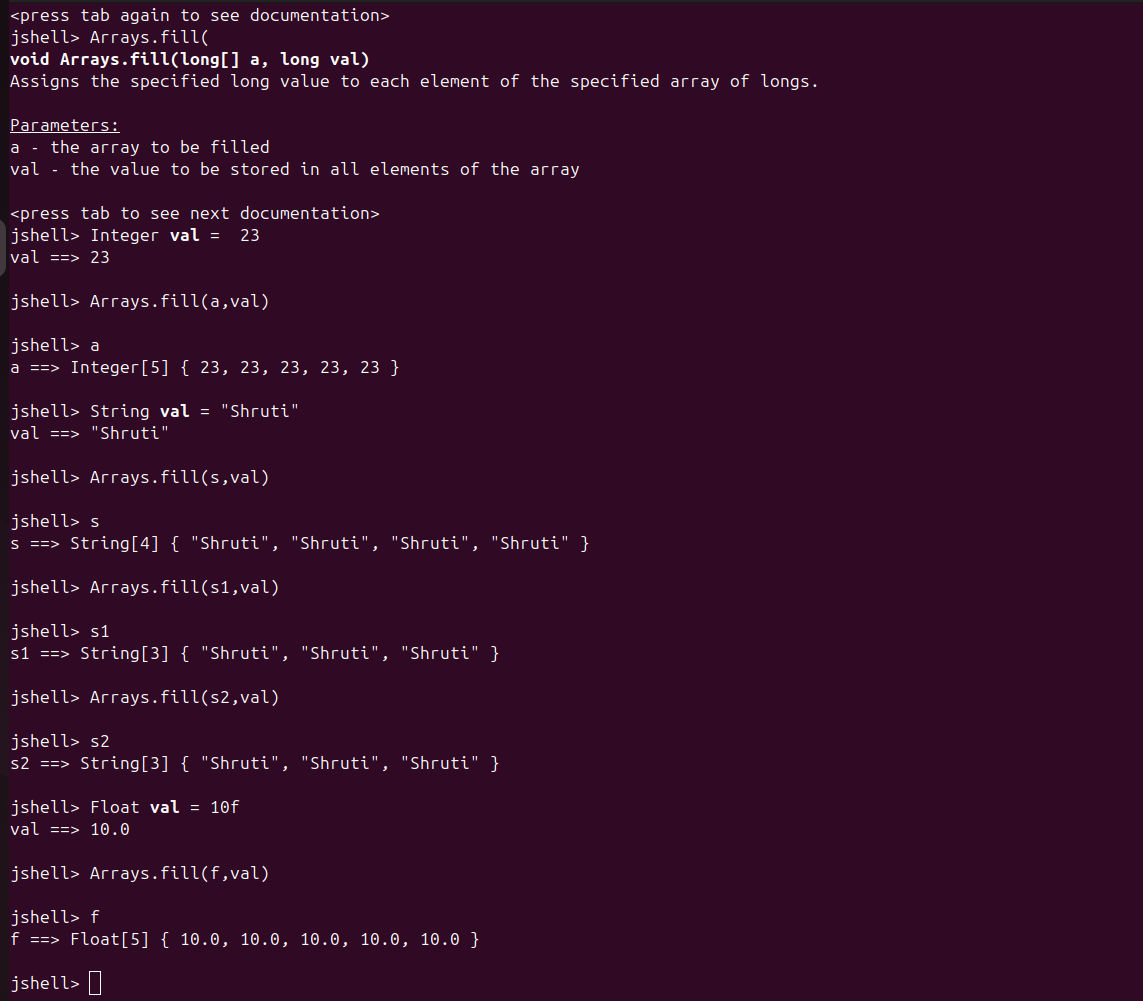 <press tab again to see documentation>
jshell> Arrays.fill(
void Arrays.fill(long[] a, long val)
Assigns the specified long value to each element of the specified array of longs.
Parameters:
a - the array to be filled
val - the value to be stored in all elements of the array
<press tab to see next documentation>
jshell> Integer val =  23
val ==> 23
jshell> Arrays.fill(a,val)
jshell> a
a ==> Integer[5] { 23, 23, 23, 23, 23 }
jshell> String val = "Shruti"
val ==> "Shruti"
jshell> Arrays.fill(s,val)
jshell> s
s ==> String[4] { "Shruti", "Shruti", "Shruti", "Shruti" }
jshell> Arrays.fill(s1,val)
jshell> s1
s1 ==> String[3] { "Shruti", "Shruti", "Shruti" }
jshell> Arrays.fill(s2,val)
jshell> s2
s2 ==> String[3] { "Shruti", "Shruti", "Shruti" }
jshell> Float val = 10f
val ==> 10.0
jshell> Arrays.fill(f,val)
jshell> f
f ==> Float[5] { 10.0, 10.0, 10.0, 10.0, 10.0 }
jshell>